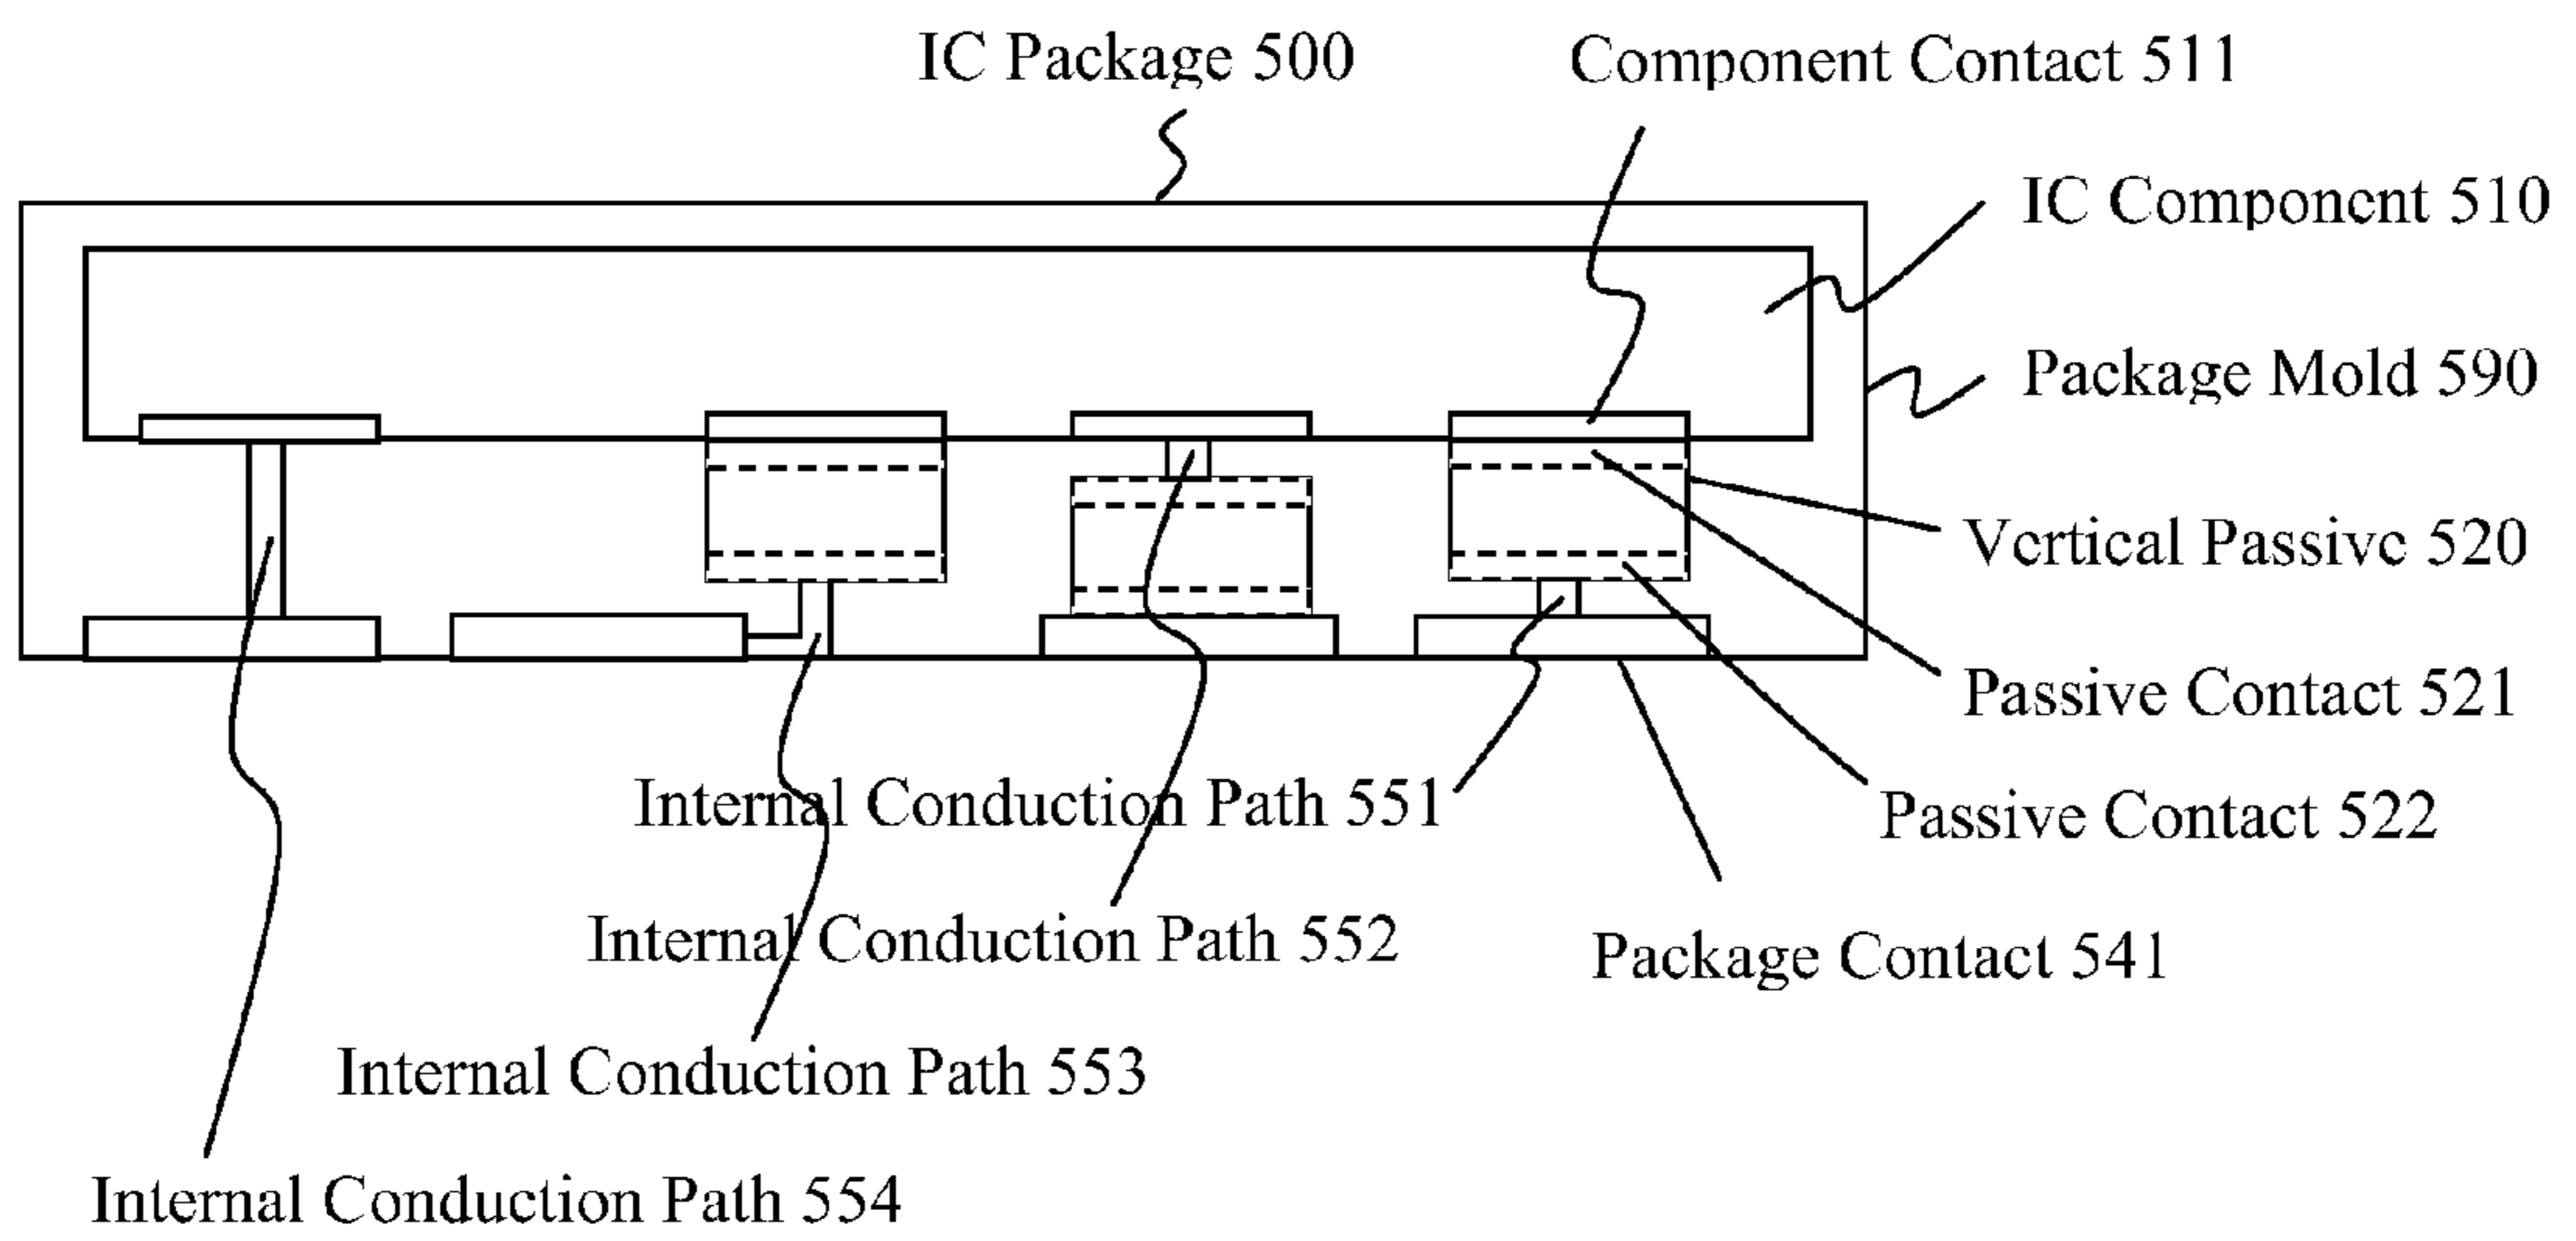 IC Package 500
Component Contact 511
IC Component 510
Package Mold 590
Vertical Passive 520
Passive Contact 521
Internal Conduction Path 551
Passive Contact 522
Internal Conduction Path 552
Package Contact 541
Internal Conduction Path 553
Internal Conduction Path 554